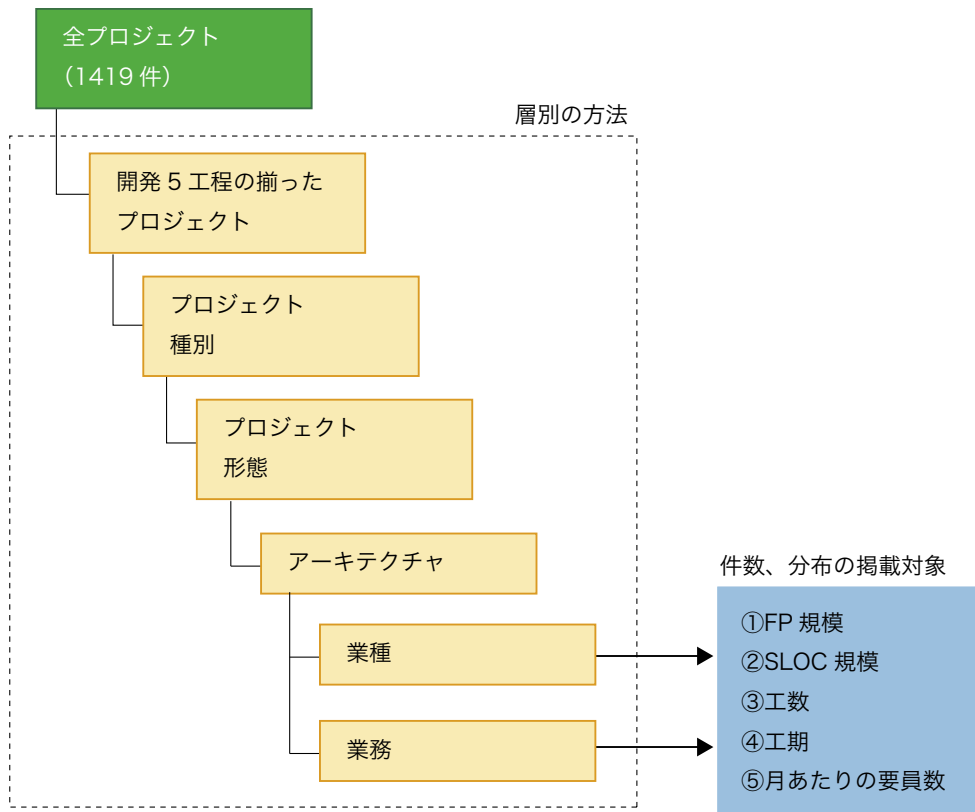 全プロジェクト
（1419 件）
層別の方法
開発 5 工程の揃った
プロジェクト
プロジェクト
種別
プロジェクト
形態
アーキテクチャ
業種
業務
件数、分布の掲載対象
①FP 規模
②SLOC 規模
③工数
④工期
⑤月あたりの要員数